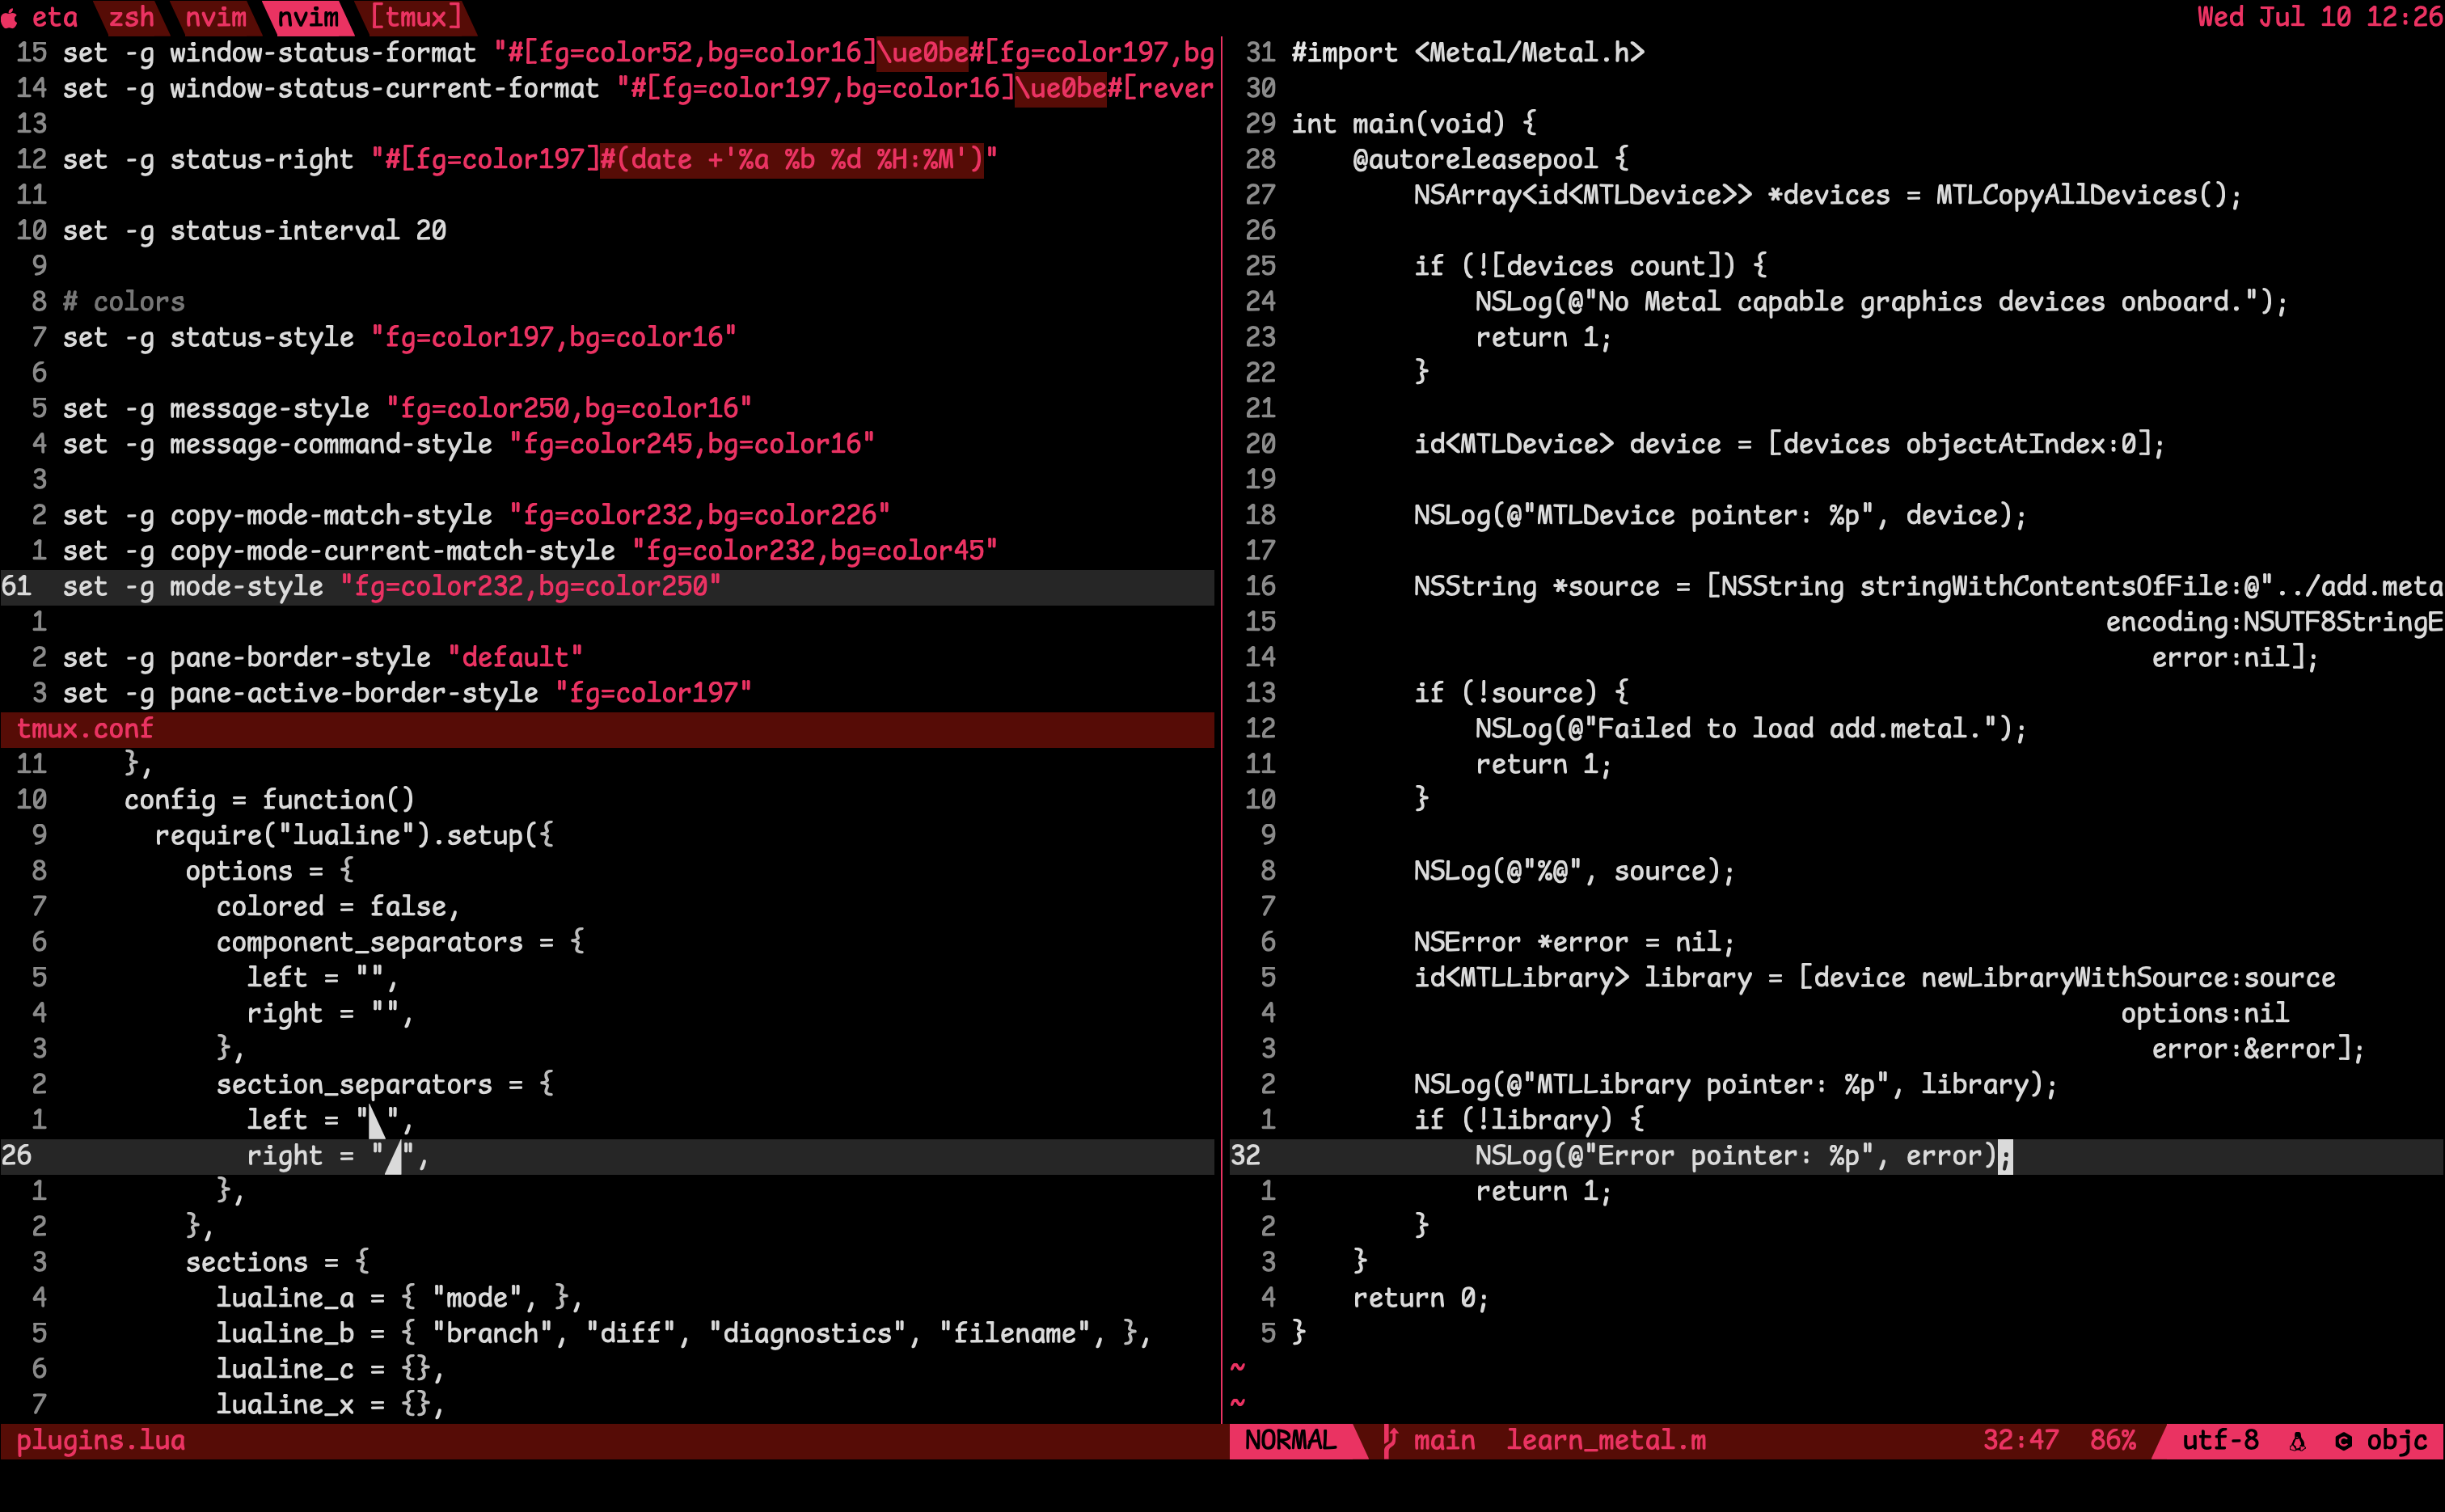 eta zsh nvim nvim [tmux] Wed Jul 10 12:26
15 set -g window-status-format "#[fg=color52,bg=color16]\ue0be#[fg=color197,bg
14 set -g window-status-current-format "#[fg=color197,bg=color16]\ue0be#[rever
13
12 set -g status-right "#[fg=color197]#(date +'%a %b %d %H:%M')"
11
10 set -g status-interval 20
9
8 # colors
7 set -g status-style "fg=color197,bg=color16"
6
5 set -g message-style "fg=color250,bg=color16"
4 set -g message-command-style "fg=color245,bg=color16"
3
2 set -g copy-mode-match-style "fg=color232,bg=color226"
1 set -g copy-mode-current-match-style "fg=color232,bg=color45"
61 set -g mode-style "fg=color232,bg=color250"
1
2 set -g pane-border-style "default"
3 set -g pane-active-border-style "fg=color197"
tmux.conf
11     },
10     config = function()
9       require("lualine").setup({
8         options = {
7           colored = false,
6           component_separators = {
5             left = "",
4             right = "",
3           },
2           section_separators = {
1             left = " ",
26             right = " ",
1           },
2         },
3         sections = {
4           lualine_a = { "mode", },
5           lualine_b = { "branch", "diff", "diagnostics", "filename", },
6           lualine_c = {},
7           lualine_x = {},
plugins.lua
31 #import <Metal/Metal.h>
30
29 int main(void) {
28     @autoreleasepool {
27         NSArray<id<MTLDevice>> *devices = MTLCopyAllDevices();
26
25         if (![devices count]) {
24             NSLog(@"No Metal capable graphics devices onboard.");
23             return 1;
22         }
21
20         id<MTLDevice> device = [devices objectAtIndex:0];
19
18         NSLog(@"MTLDevice pointer: %p", device);
17
16         NSString *source = [NSString stringWithContentsOfFile:@"../add.meta
15                                                      encoding:NSUTF8StringE
14                                                         error:nil];
13         if (!source) {
12             NSLog(@"Failed to load add.metal.");
11             return 1;
10         }
9
8         NSLog(@"%@", source);
7
6         NSError *error = nil;
5         id<MTLLibrary> library = [device newLibraryWithSource:source
4                                                       options:nil
3                                                         error:&error];
2         NSLog(@"MTLLibrary pointer: %p", library);
1         if (!library) {
32             NSLog(@"Error pointer: %p", error);
1             return 1;
2         }
3     }
4     return 0;
5 }
~
~
NORMAL main learn_metal.m 32:47 86% utf-8 objc